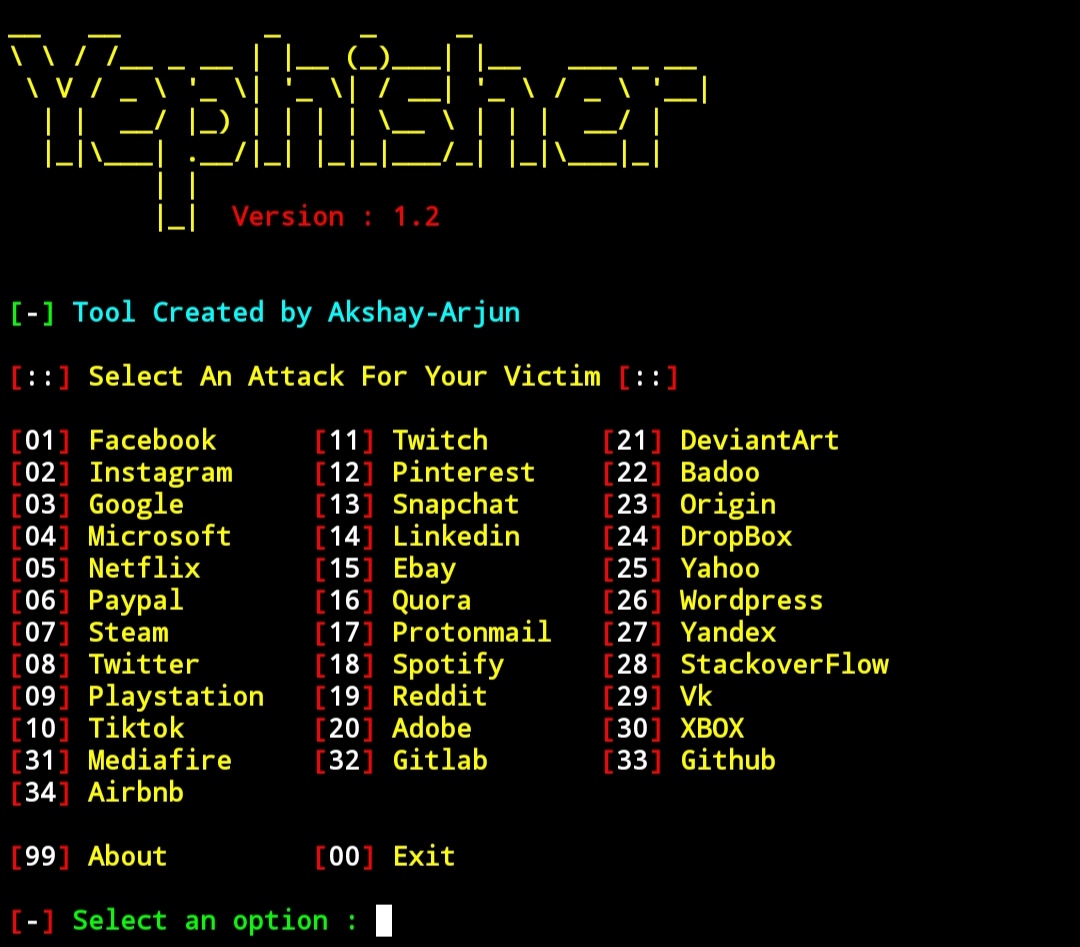 Yephisher
Version : 1.2
[-] Tool Created by Akshay-Arjun
[::] Select An Attack For Your Victim [::]
[01] Facebook [11] Twitch [21] DeviantArt
[02] Instagram [12] Pinterest [22] Badoo
[03] Google [13] Snapchat [23] Origin
[04] Microsoft [14] Linkedin [24] DropBox
[05] Netflix [15] Ebay [25] Yahoo
[06] Paypal [16] Quora [26] Wordpress
[07] Steam [17] Protonmail [27] Yandex
[08] Twitter [18] Spotify [28] StackoverFlow
[09] Playstation [19] Reddit [29] Vk
[10] Tiktok [20] Adobe [30] XBOX
[31] Mediafire [32] Gitlab [33] Github
[34] Airbnb
[99] About [00] Exit
[-] Select an option :